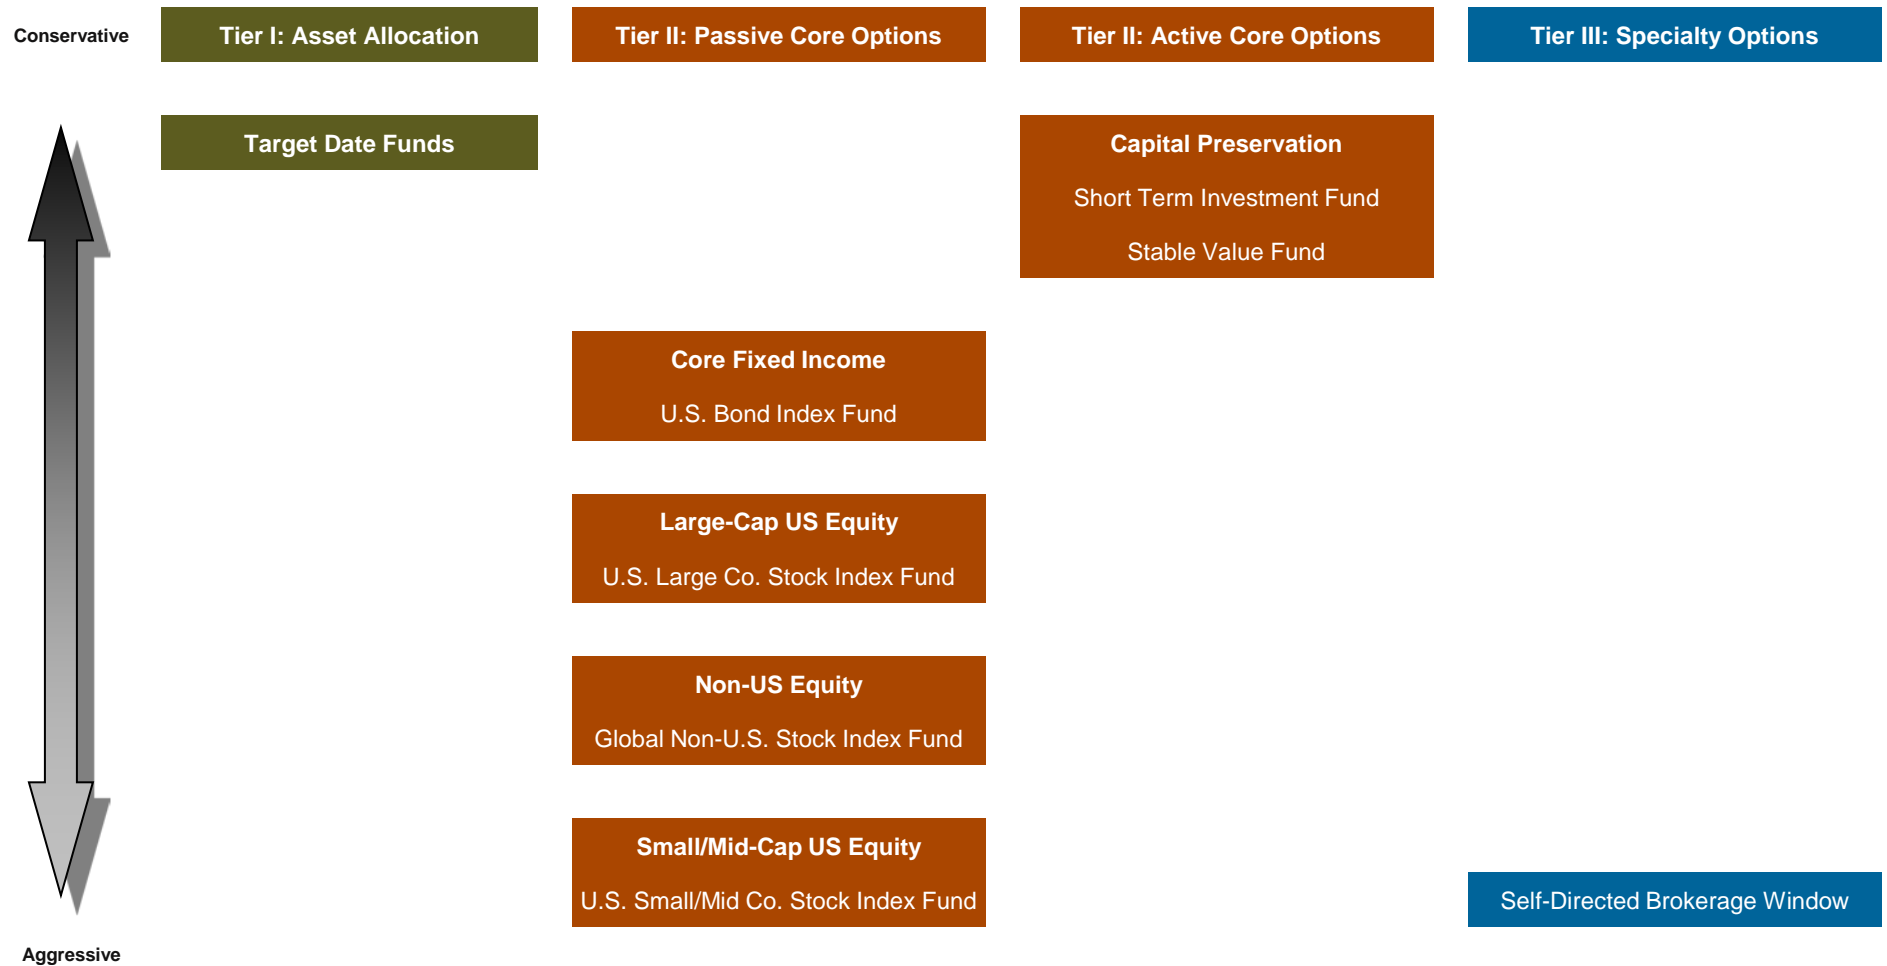 Conservative
Tier I: Asset Allocation
Tier II: Passive Core Options
Tier II: Active Core Options
Tier III: Specialty Options
Target Date Funds
Capital Preservation
Short Term Investment Fund
Stable Value Fund
Core Fixed Income
U.S. Bond Index Fund
Large-Cap US Equity
U.S. Large Co. Stock Index Fund
Non-US Equity
Global Non-U.S. Stock Index Fund
Small/Mid-Cap US Equity
U.S. Small/Mid Co. Stock Index Fund
Self-Directed Brokerage Window
Aggressive